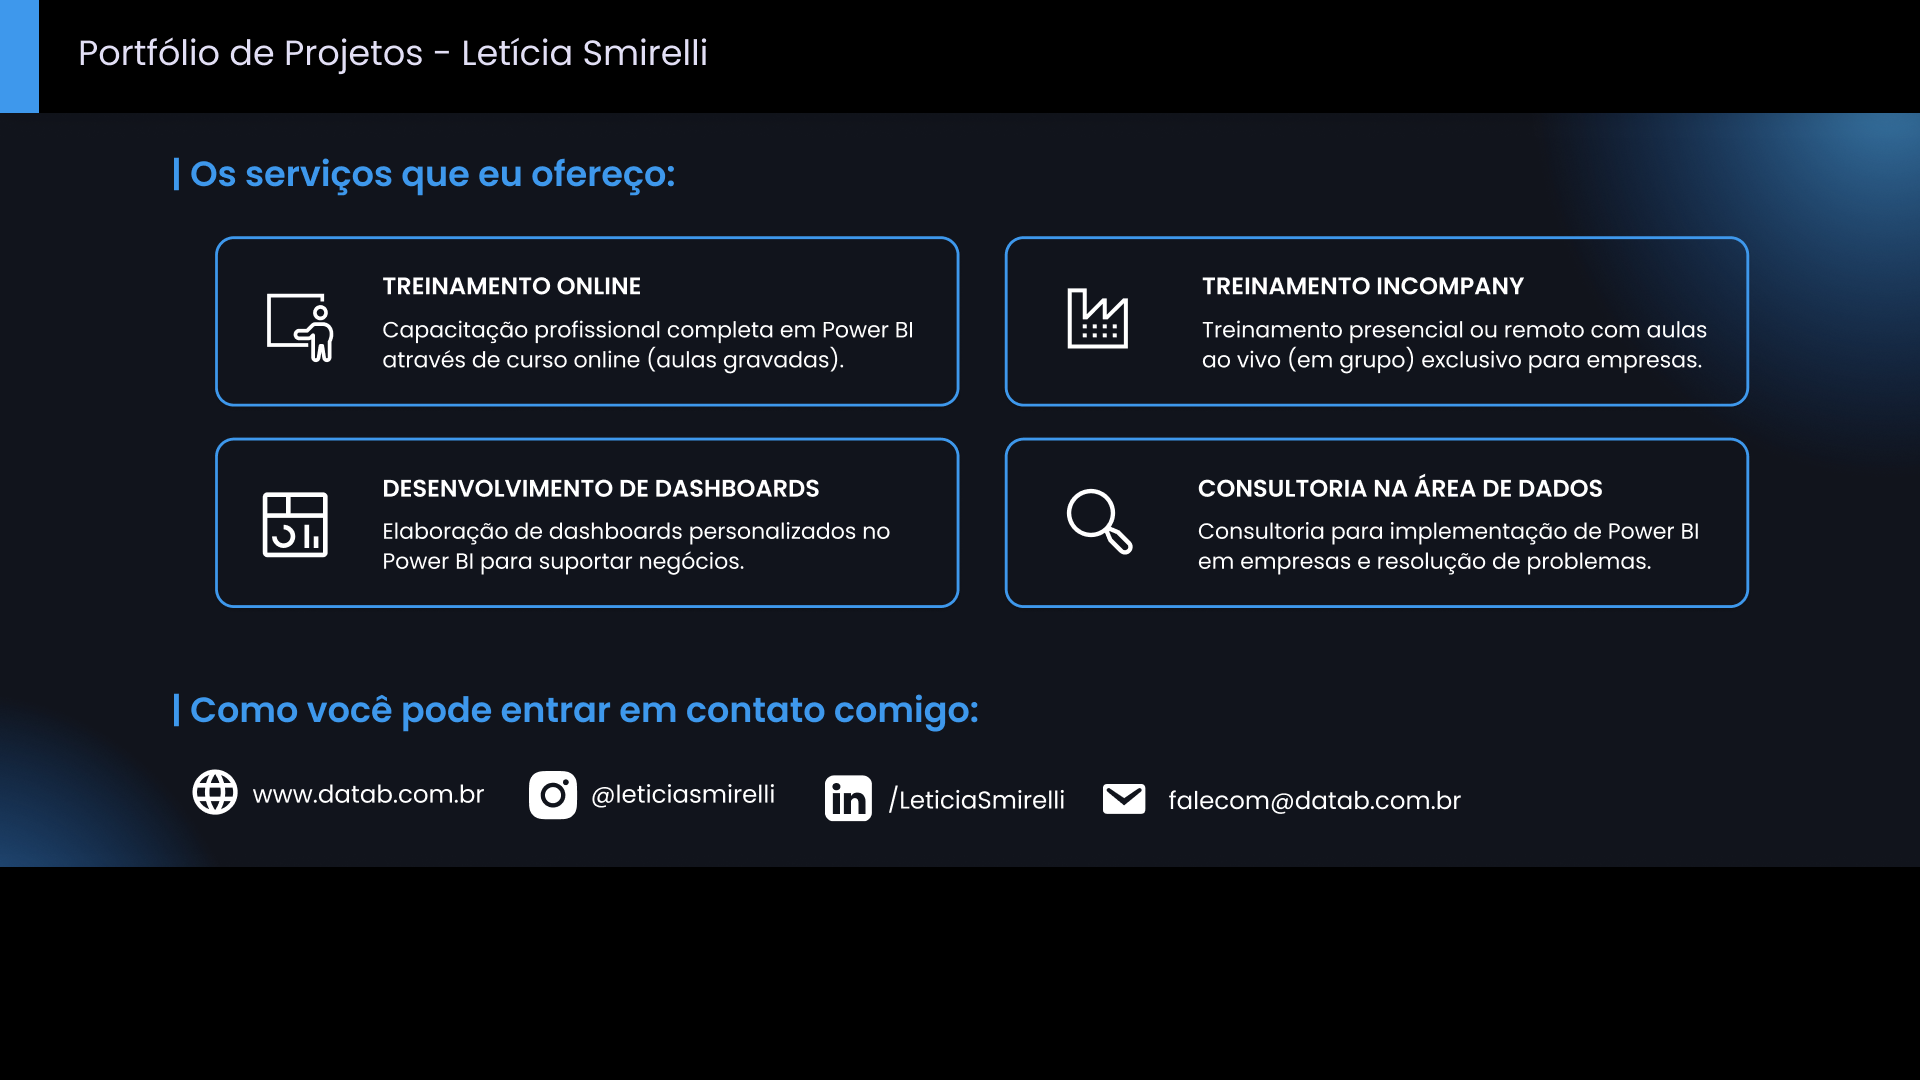 Portfólio de Projetos - Letícia Smirelli
| Os serviços que eu ofereço:
TREINAMENTO ONLINE
Capacitação profissional completa em Power BI
através de curso online (aulas gravadas).
TREINAMENTO INCOMPANY
Treinamento presencial ou remoto com aulas
ao vivo (em grupo) exclusivo para empresas.
DESENVOLVIMENTO DE DASHBOARDS
Elaboração de dashboards personalizados no
Power BI para suportar negócios.
CONSULTORIA NA ÁREA DE DADOS
Consultoria para implementação de Power BI
em empresas e resolução de problemas.
| Como você pode entrar em contato comigo:
www.datab.com.br
@leticiasmirelli
in
/LeticiaSmirelli
falecom@datab.com.br